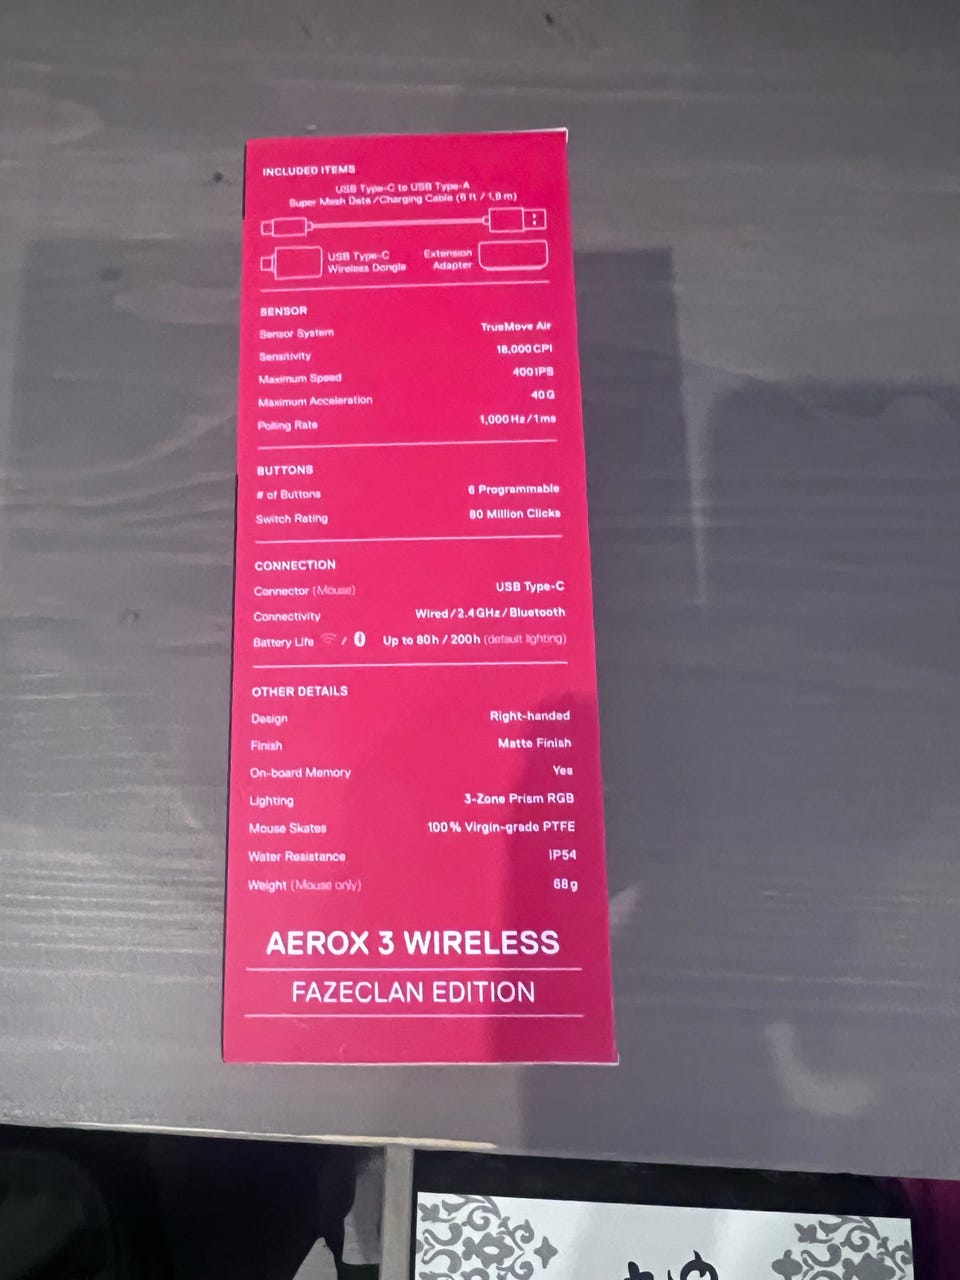 INCLUDED ITEMS
USB Type-C to USB Type-A
Super Mesh Data / Charging Cable (6 ft / 1.8 m)
USB Type-C
Wireless Dongle
Extension
Adapter
SENSOR
Sensor System TrueMove Air
Sensitivity 18,000 CPI
Maximum Speed 400 IPS
Maximum Acceleration 40 G
Polling Rate 1,000 Hz / 1 ms
BUTTONS
# of Buttons 6 Programmable
Switch Rating 80 Million Clicks
CONNECTION
Connector (Mouse) USB Type-C
Connectivity Wired / 2.4 GHz / Bluetooth
Battery Life / Up to 80 h / 200 h (default lighting)
OTHER DETAILS
Design Right-handed
Finish Matte Finish
On-board Memory Yes
Lighting 3-Zone Prism RGB
Mouse Skates 100 % Virgin-grade PTFE
Water Resistance IP54
Weight (Mouse only) 68 g
AEROX 3 WIRELESS
FAZECLAN EDITION